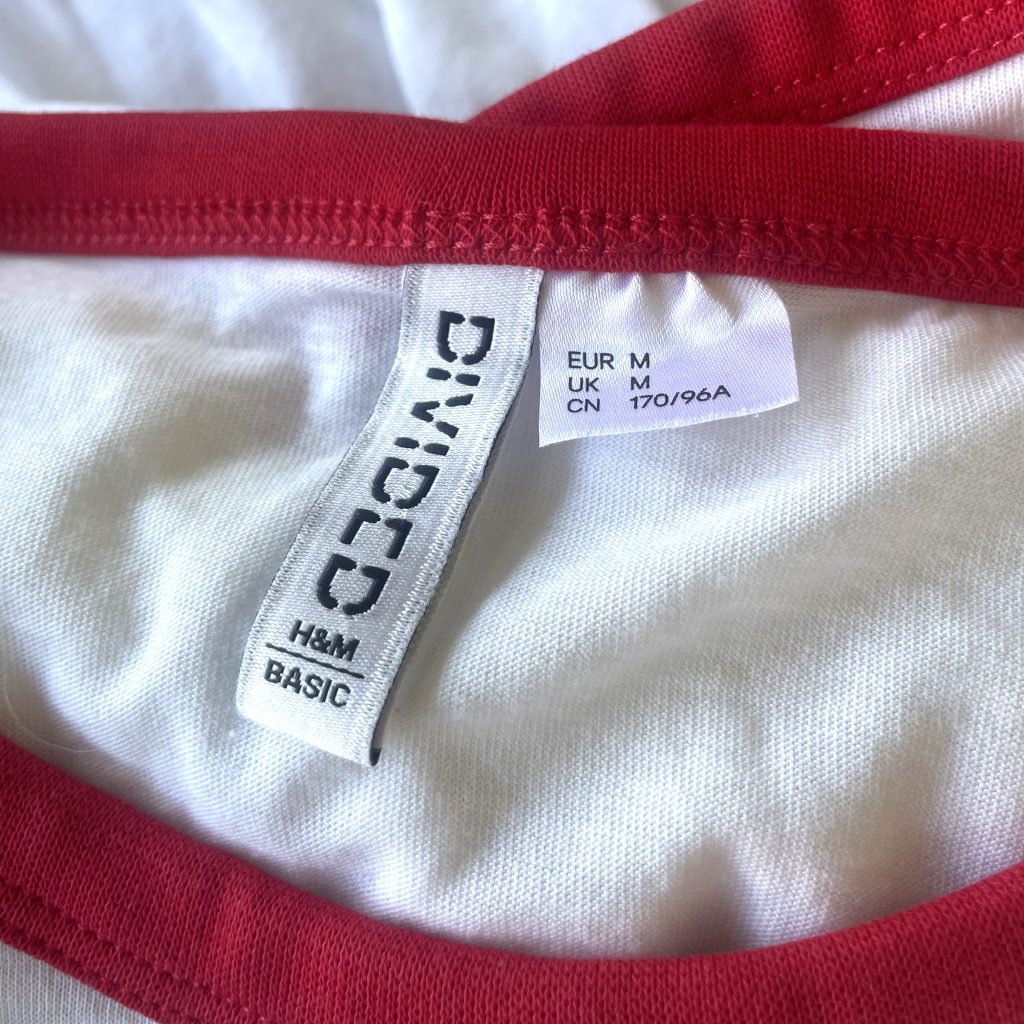 DIVIDED
H&M
BASIC
EUR M
UK M
CN 170/96A